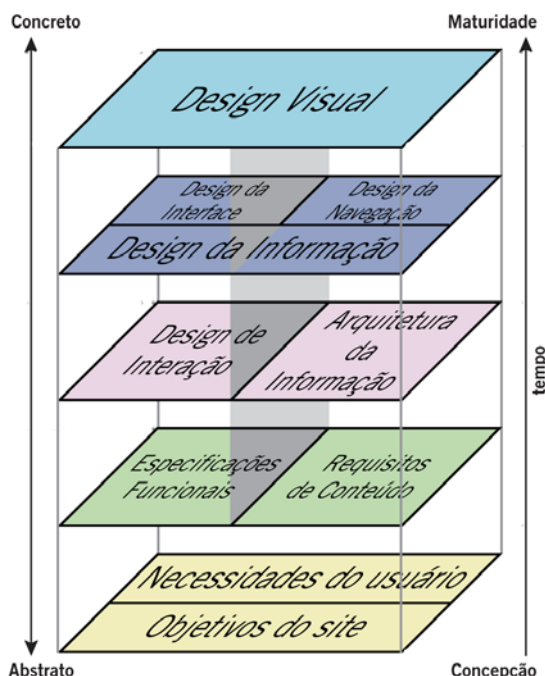 Concreto
Maturidade
Design Visual
Design da
Interface
Design da
Navegação
Design da Informação
Design de
Interação
Arquitetura
da
Informação
tempo
Especificações
Funcionais
Requisitos
de Conteúdo
Necessidades do usuário
Objetivos do site
Abstrato
Concepção